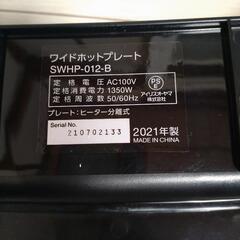 ワイドホットプレート
SWHP-012-B
定格電圧 AC100V
定格消費電力 1350W
定格周波数 50/60Hz
PS E
アイリスオーヤマ
株式会社
プレート:ヒーター分離式
Serial No.
210702133
2021年製
MADE IN CHINA